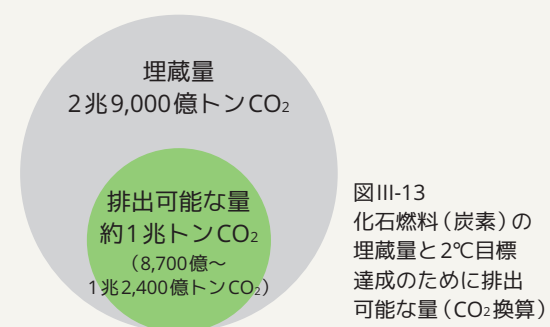 埋蔵量
2兆9,000億トンCO₂
排出可能な量
約1兆トンCO₂
（8,700億～
1兆2,400億トンCO₂）
図III-13
化石燃料（炭素）の
埋蔵量と2℃目標
達成のために排出
可能な量（CO₂換算）